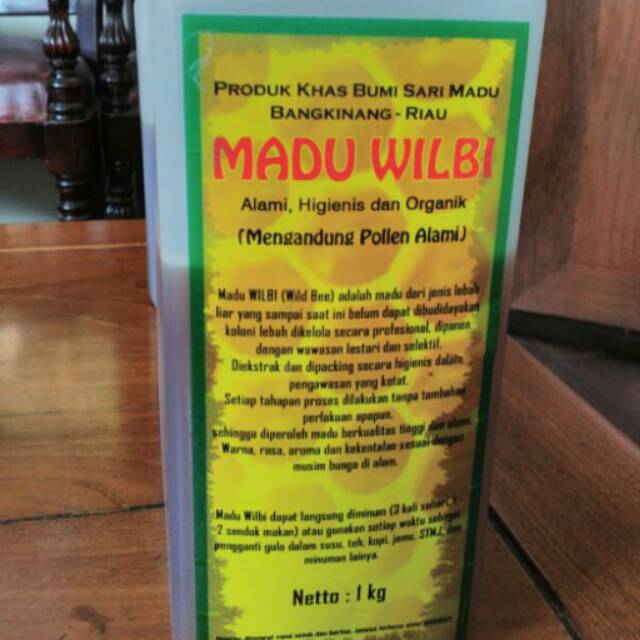 PRODUK KHAS BUMI SARI MADU
BANGKINANG - RIAU
MADU WILBI
Alami, Higienis dan Organik
(Mengandung Pollen Alami)
Madu WILBI (Wild Bee) adalah madu dari jenis lebah
liar yang sampai saat ini belum dapat dibudidayakan
koloni lebah dikelola secara profesional, dipanen
dengan wawasan lestari dan selektif.
Diekstrak dan dipacking secara higienis dalam
pengawasan yang ketat.
Setiap tahapan proses dilakukan tanpa tambahan
perlakuan apapun.
sehingga diperoleh madu berkualitas tinggi dan alami.
Warna, rasa, aroma dan kekentalan sesuai dengan
musim bunga di alam.
Madu Wilbi dapat langsung diminum (3 kali sehari, 1
-2 sendok makan) atau gunakan setiap waktu sebagai
pengganti gula dalam susu, teh, kopi, jamu, STMJ, dan
minuman lainya.
Netto : 1 kg